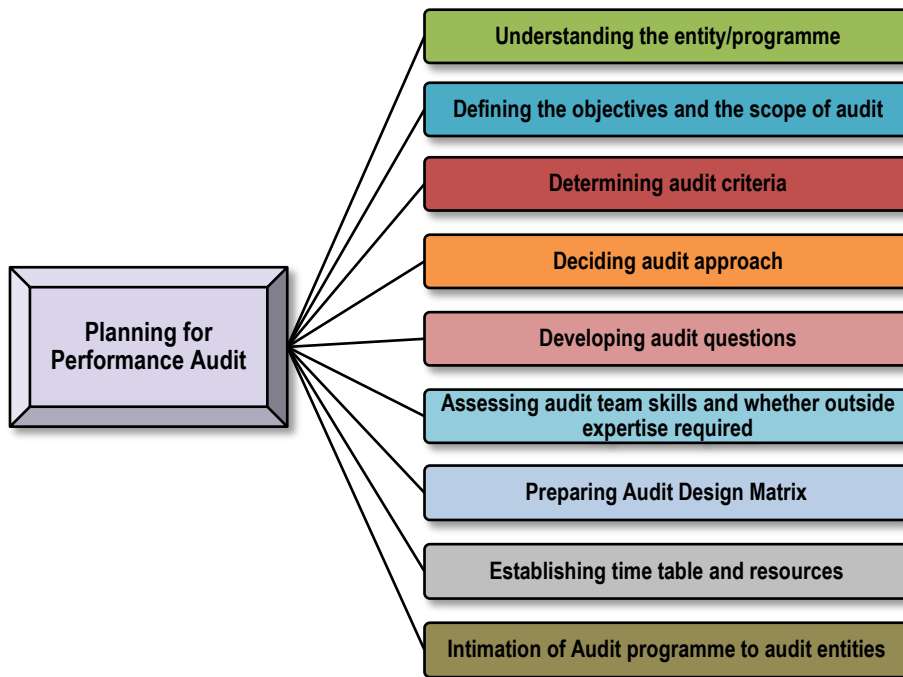 Understanding the entity/programme
Defining the objectives and the scope of audit
Determining audit criteria
Deciding audit approach
Planning for
Performance Audit
Developing audit questions
Assessing audit team skills and whether outside
expertise required
Preparing Audit Design Matrix
Establishing time table and resources
Intimation of Audit programme to audit entities